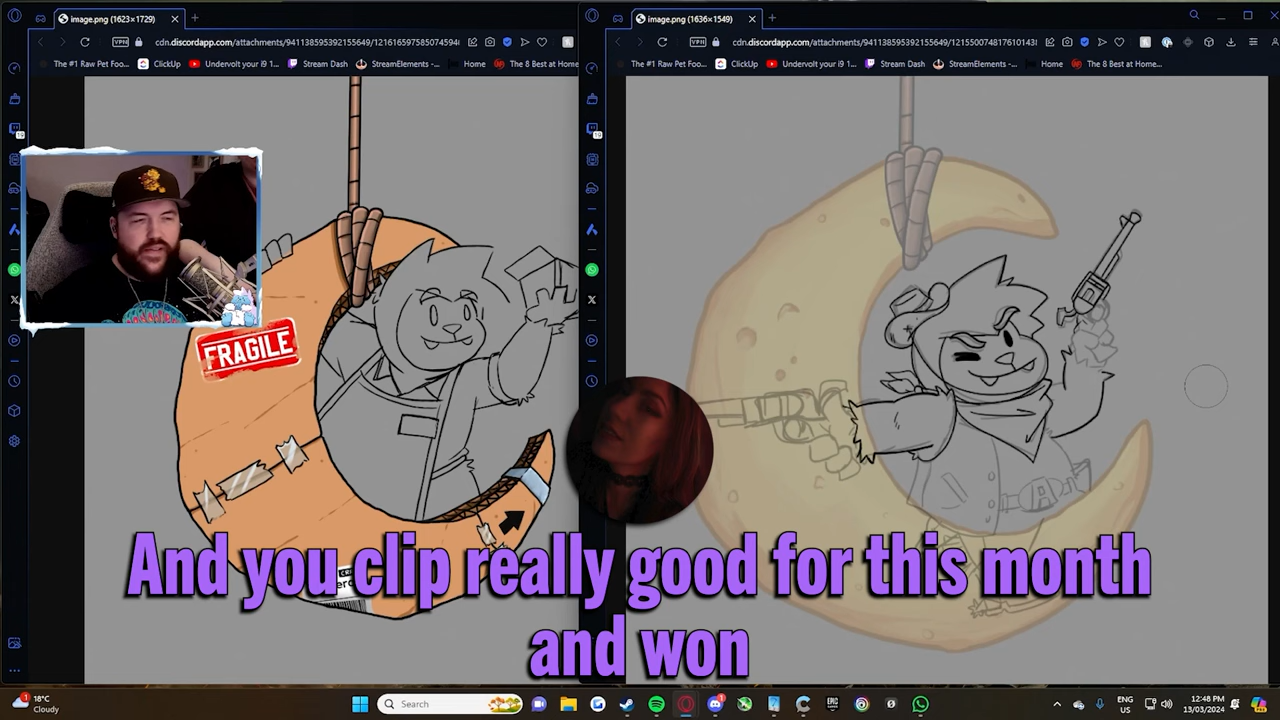 image.png (1623×1729)
image.png (1636×1549)
VPN
cdn.discordapp.com/attachments/941138595392155649/1216165975850745946
VPN
cdn.discordapp.com/attachments/941138595392155649/1215500748176101438
The #1 Raw Pet Foo...
ClickUp
Undervolt your i9 1...
Stream Dash
StreamElements -...
Home
The 8 Best at Home
The #1 Raw Pet Foo...
ClickUp
Undervolt your i9 1...
Stream Dash
StreamElements -...
Home
The 8 Best at Home...
FRAGILE
A
And you clip really good for this month
and won
18°C
Cloudy
Search
ENG
US
12:48 PM
13/03/2024